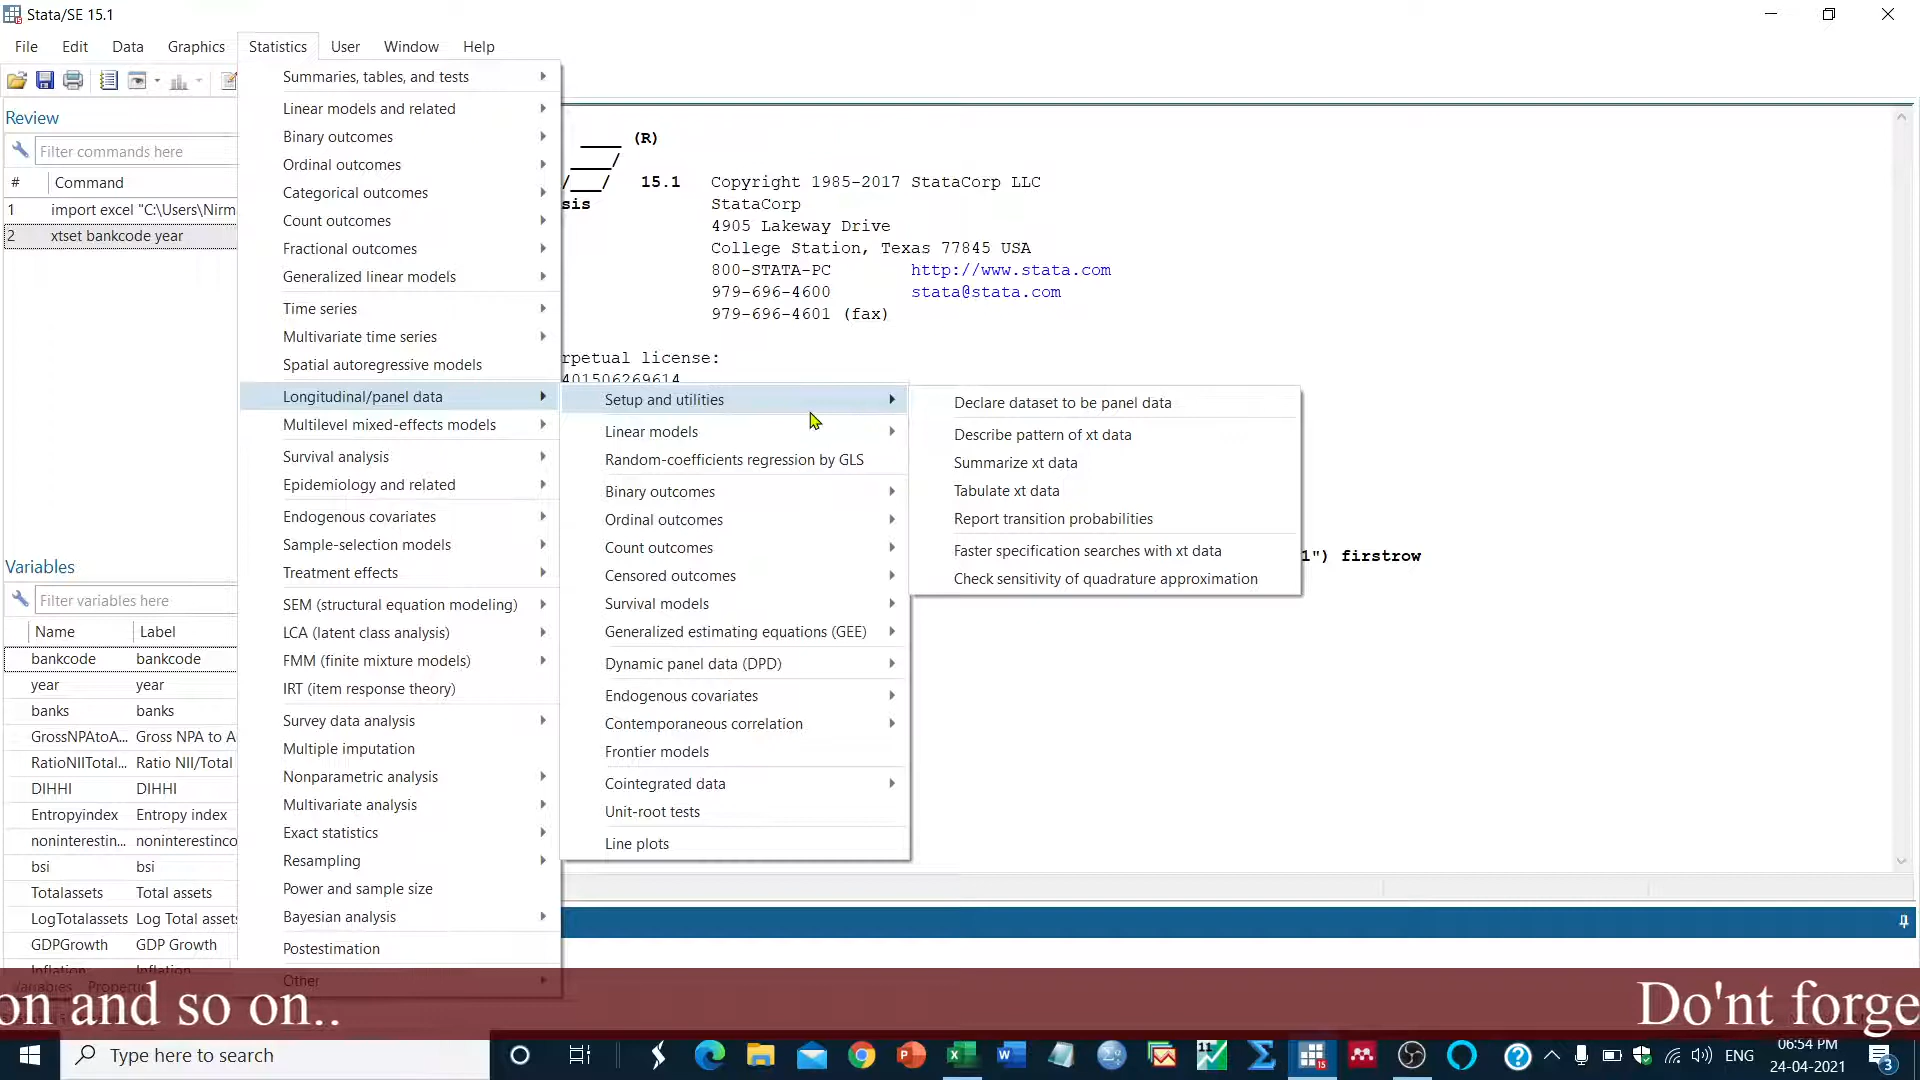 Stata/SE 15.1
File Edit Data Graphics Statistics User Window Help
Review
Filter commands here
# Command
1 import excel "C:\Users\Nirm
2 xtset bankcode year
Variables
Filter variables here
Name Label
bankcode bankcode
year year
banks banks
GrossNPAtoA... Gross NPA to A
RatioNIITotal... Ratio NII/Total
DIHHI DIHHI
Entropyindex Entropy index
noninterestin... noninterestinco
bsi bsi
Totalassets Total assets
LogTotalassets Log Total assets
GDPGrowth GDP Growth
Inflation Inflation
Summaries, tables, and tests
Linear models and related
Binary outcomes
Ordinal outcomes
Categorical outcomes
Count outcomes
Fractional outcomes
Generalized linear models
Time series
Multivariate time series
Spatial autoregressive models
Longitudinal/panel data
Multilevel mixed-effects models
Survival analysis
Epidemiology and related
Endogenous covariates
Sample-selection models
Treatment effects
SEM (structural equation modeling)
LCA (latent class analysis)
FMM (finite mixture models)
IRT (item response theory)
Survey data analysis
Multiple imputation
Nonparametric analysis
Multivariate analysis
Exact statistics
Resampling
Power and sample size
Bayesian analysis
Postestimation
Other
Setup and utilities
Linear models
Random-coefficients regression by GLS
Binary outcomes
Ordinal outcomes
Count outcomes
Censored outcomes
Survival models
Generalized estimating equations (GEE)
Dynamic panel data (DPD)
Endogenous covariates
Contemporaneous correlation
Frontier models
Cointegrated data
Unit-root tests
Line plots
Declare dataset to be panel data
Describe pattern of xt data
Summarize xt data
Tabulate xt data
Report transition probabilities
Faster specification searches with xt data
Check sensitivity of quadrature approximation
(R)
15.1 Copyright 1985-2017 StataCorp LLC
sis StataCorp
4905 Lakeway Drive
College Station, Texas 77845 USA
800-STATA-PC http://www.stata.com
979-696-4600 stata@stata.com
979-696-4601 (fax)
rpetual license:
401506269614
1") firstrow
Variables Properti
on and so on.. Do'nt forge
Type here to search
ENG
06:54 PM
24-04-2021
3